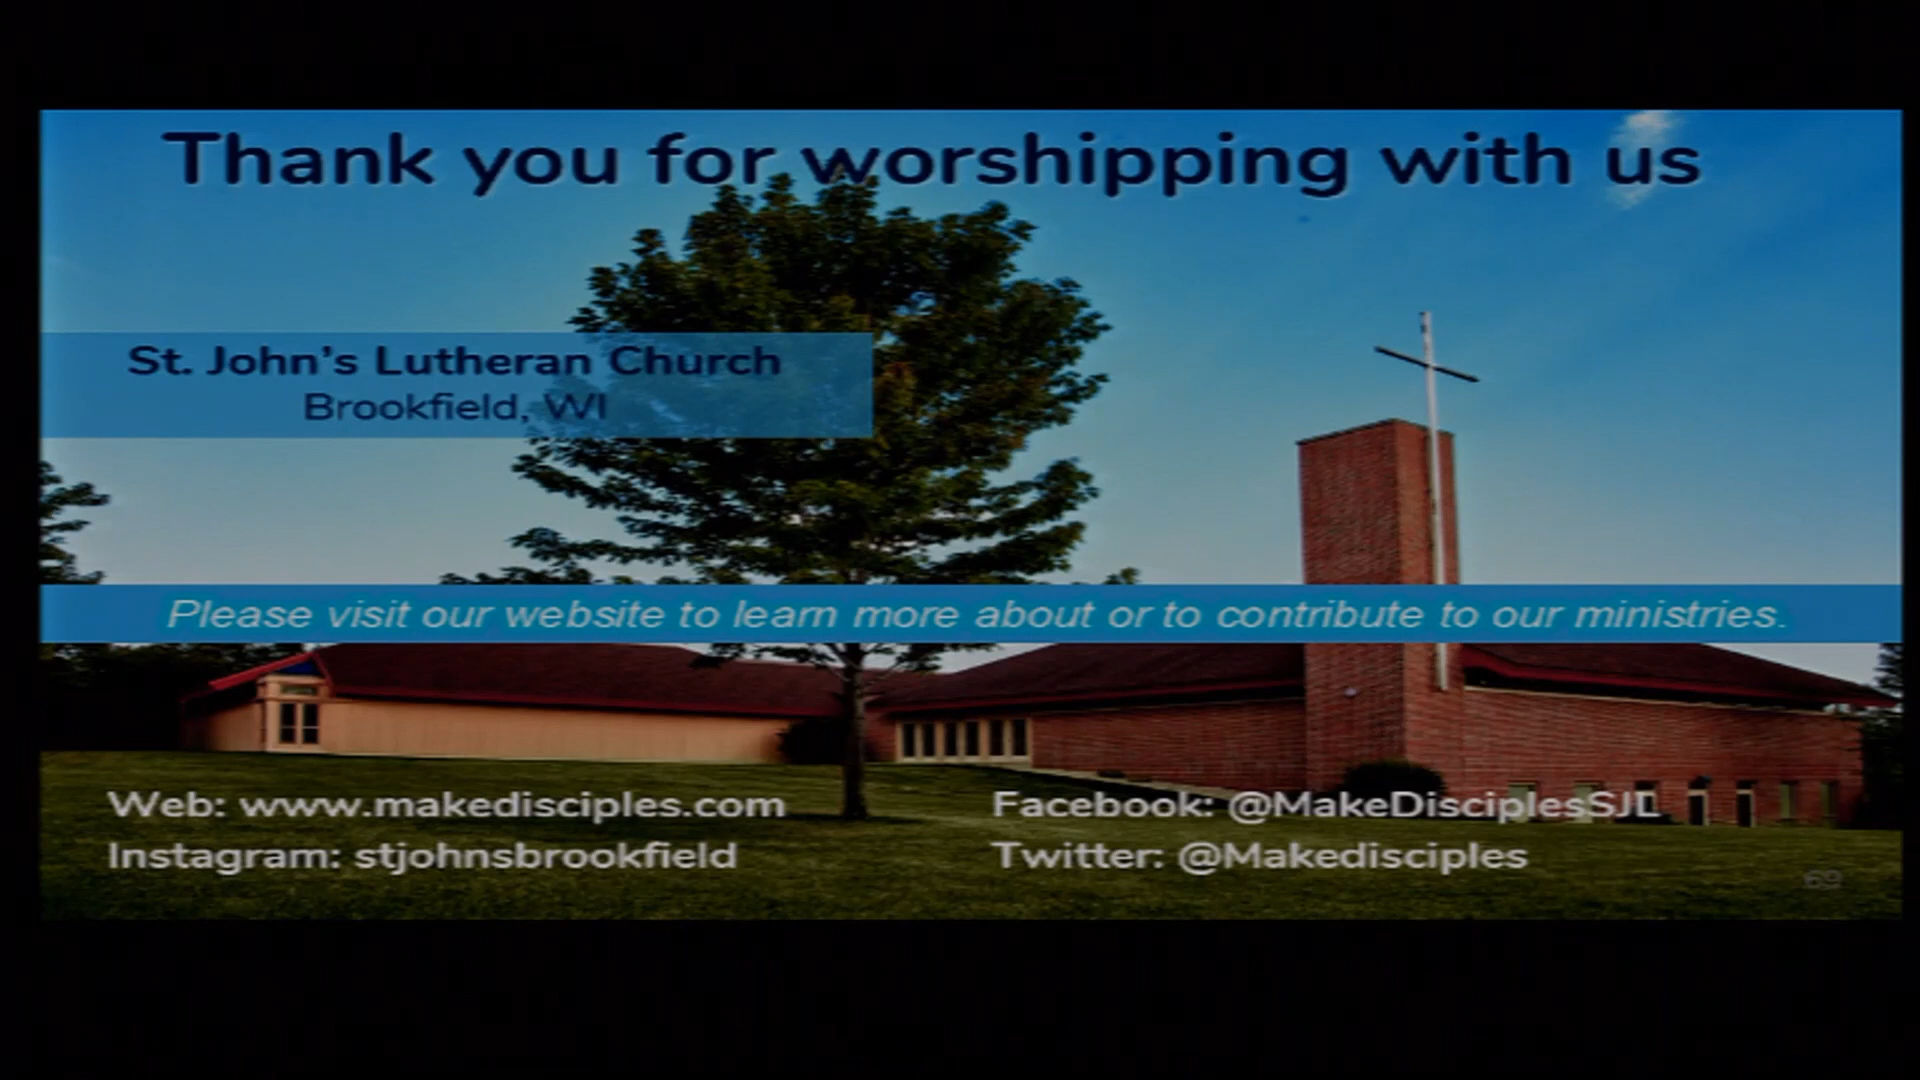 Thank you for worshipping with us
St. John's Lutheran Church
Brookfield, WI
Please visit our website to learn more about or to contribute to our ministries.
Web: www.makedisciples.com
Instagram: stjohnsbrookfield
Facebook: @MakeDisciplesSJL
Twitter: @Makedisciples
69